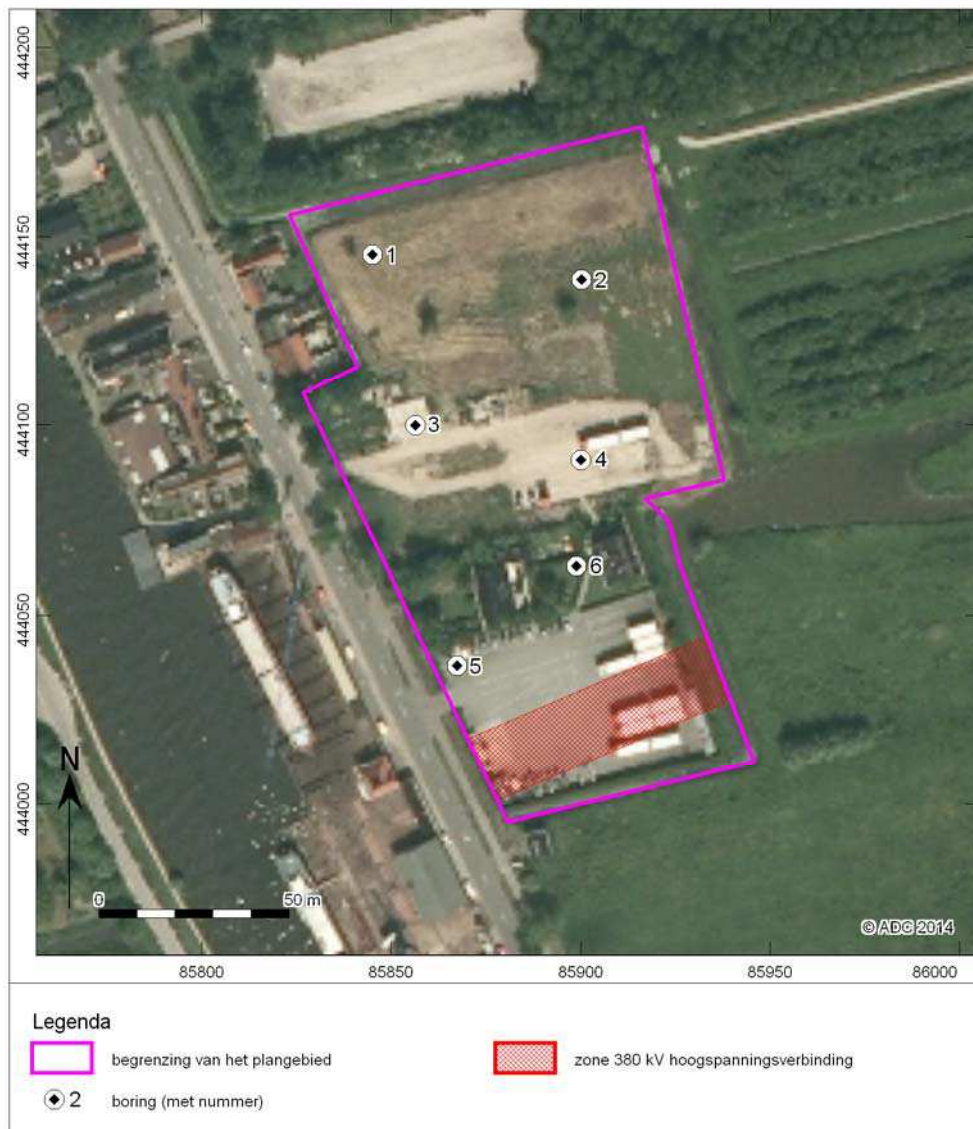 444200
444150
444100
444050
444000
1
2
3
4
6
5
N
0 50 m
© ADC 2014
85800 85850 85900 85950 86000
Legenda
begrenzing van het plangebied
zone 380 kV hoogspanningsverbinding
2 boring (met nummer)